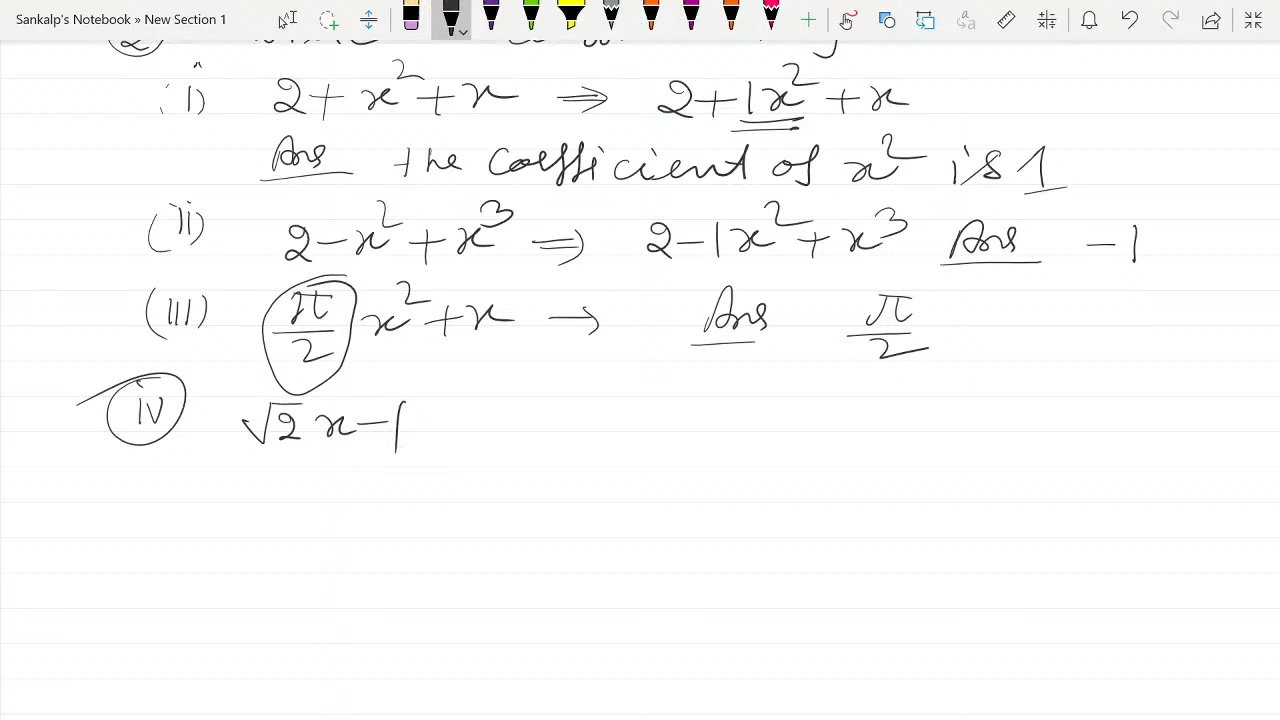 Sankalp's Notebook » New Section 1
(i) 2+x²+x ⇒ 2+1x²+x
Ans the coefficient of x² is 1
(ii) 2-x²+x³ ⇒ 2-1x²+x³ Ans -1
(iii) π/2 x²+x → Ans π/2
iv √2 x-1